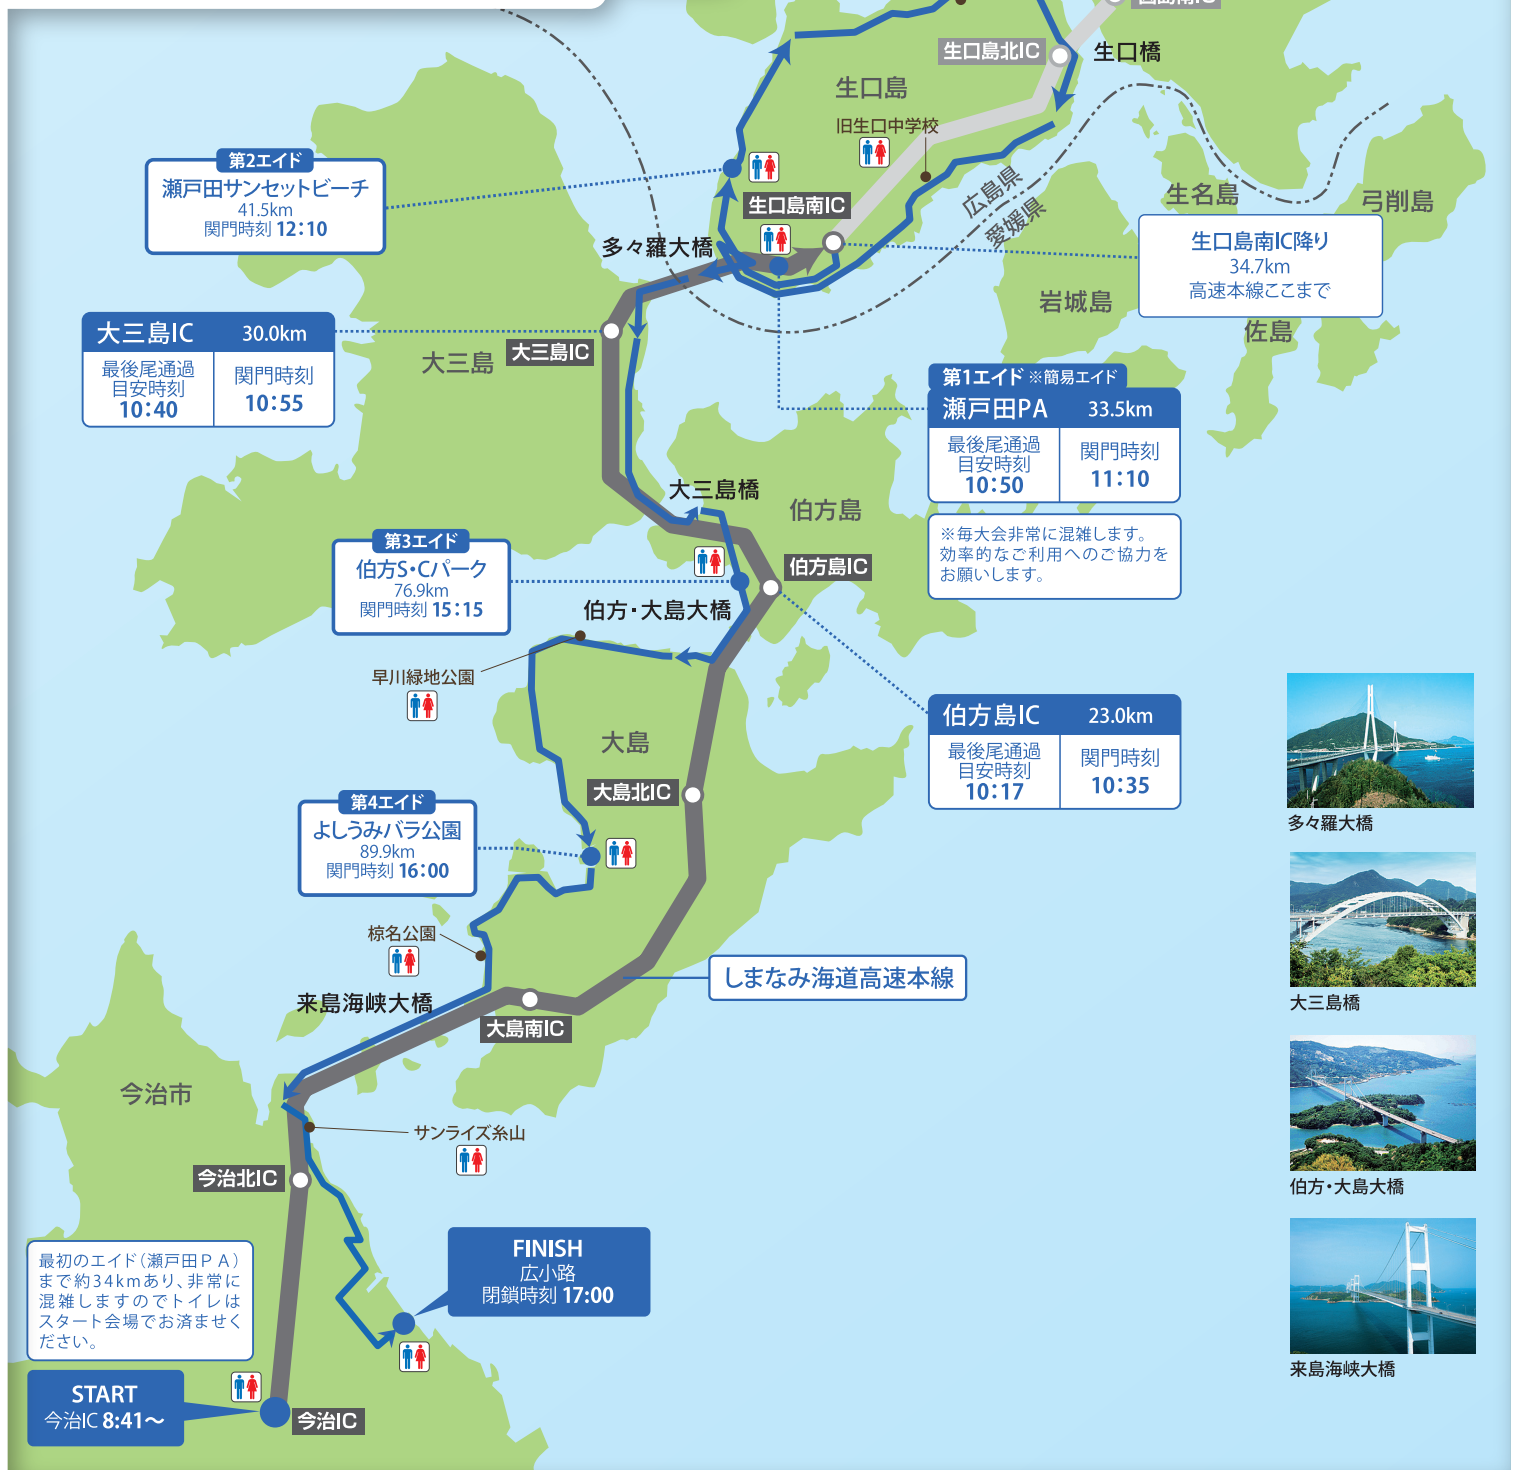 因島南IC
生口島北IC
生口橋
生口島
旧生口中学校
第2エイド
瀬戸田サンセットビーチ
41.5km
関門時刻 12:10
生口島南IC
広島県
愛媛県
生名島
弓削島
多々羅大橋
生口島南IC降り
34.7km
高速本線ここまで
岩城島
佐島
大三島IC 30.0km
最後尾通過
目安時刻
10:40
関門時刻
10:55
大三島
大三島IC
第1エイド ※簡易エイド
瀬戸田PA 33.5km
最後尾通過
目安時刻
10:50
関門時刻
11:10
※毎大会非常に混雑します。
効率的なご利用へのご協力を
お願いします。
大三島橋
伯方島
第3エイド
伯方S・Cパーク
76.9km
関門時刻 15:15
伯方島IC
伯方・大島大橋
早川緑地公園
伯方島IC 23.0km
最後尾通過
目安時刻
10:17
関門時刻
10:35
大島
大島北IC
第4エイド
よしうみバラ公園
89.9km
関門時刻 16:00
椋名公園
しまなみ海道高速本線
来島海峡大橋
大島南IC
今治市
サンライズ糸山
今治北IC
最初のエイド(瀬戸田PA)
まで約34kmあり、非常に
混雑しますのでトイレは
スタート会場でお済ませく
ださい。
FINISH
広小路
閉鎖時刻 17:00
START
今治IC 8:41～
今治IC
多々羅大橋
大三島橋
伯方・大島大橋
来島海峡大橋